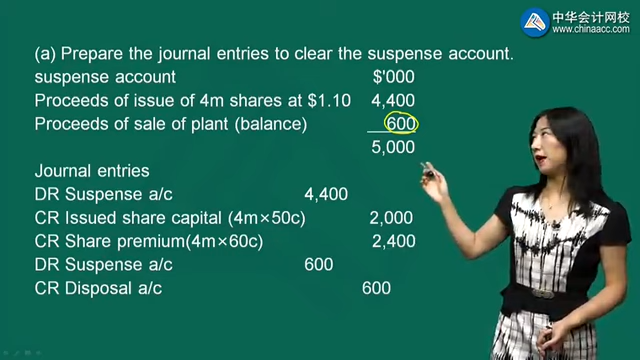 中华会计网校
www.chinaacc.com
(a) Prepare the journal entries to clear the suspense account.
suspense account $'000
Proceeds of issue of 4m shares at $1.10 4,400
Proceeds of sale of plant (balance) 600
5,000
Journal entries
DR Suspense a/c 4,400
CR Issued share capital (4m×50c) 2,000
CR Share premium(4m×60c) 2,400
DR Suspense a/c 600
CR Disposal a/c 600